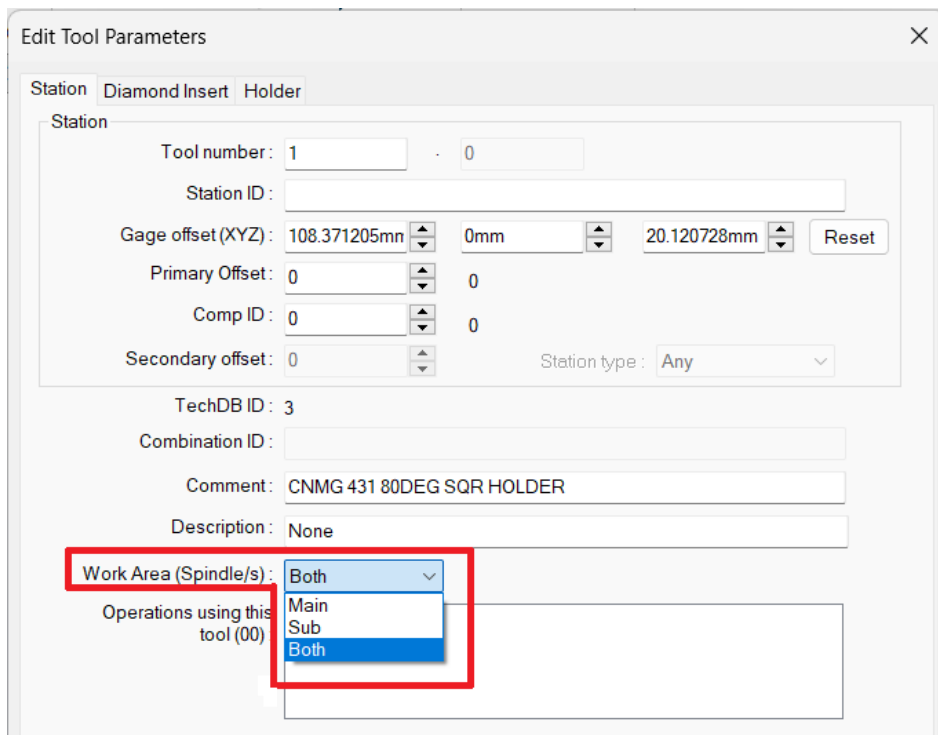 Edit Tool Parameters
Station Diamond Insert Holder
Station
Tool number : 1 . 0
Station ID :
Gage offset (XYZ) : 108.371205mm 0mm 20.120728mm Reset
Primary Offset : 0 0
Comp ID : 0 0
Secondary offset : 0 Station type : Any
TechDB ID : 3
Combination ID :
Comment : CNMG 431 80DEG SQR HOLDER
Description : None
Work Area (Spindle/s) : Both
Main
Sub
Both
Operations using this
tool (00) :